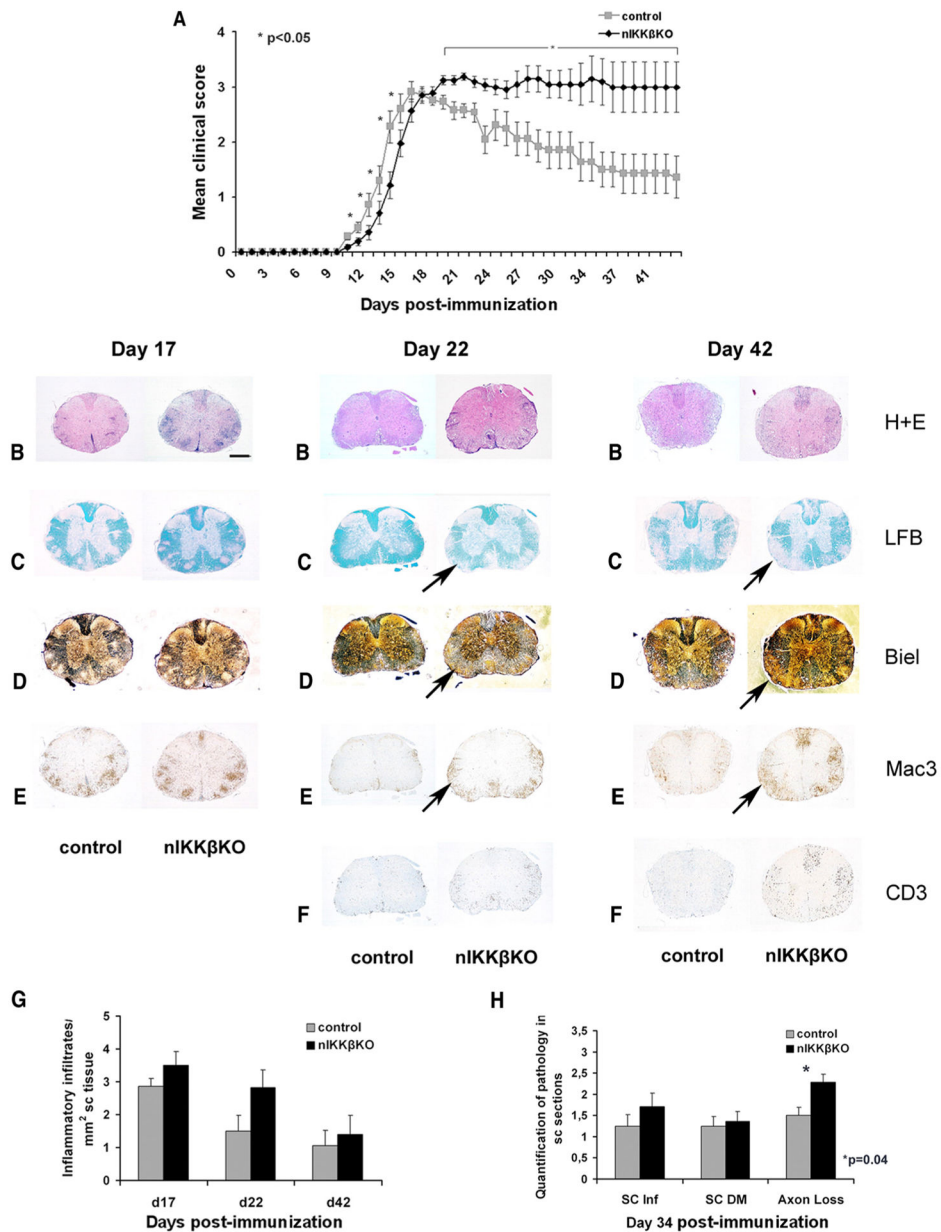 A
control
nIKKβKO
* p<0.05
*
4
3
2
1
0
* * * * *
Mean clinical score
0 3 6 9 12 15 18 21 24 27 30 34 37 41
Days post-immunization
Day 17 Day 22 Day 42
B B B H+E
C C C LFB
D D D Biel
E E E Mac3
control nIKKβKO
F F CD3
control nIKKβKO control nIKKβKO
G
control
nIKKβKO
5
4
3
2
1
0
Inflammatory infiltrates/
mm2 sc tissue
d17 d22 d42
Days post-immunization
H
control
nIKKβKO
3,5
3
2,5
2
1,5
1
0,5
0
Quantification of pathology in
sc sections
*
*p=0.04
SC Inf SC DM Axon Loss
Day 34 post-immunization